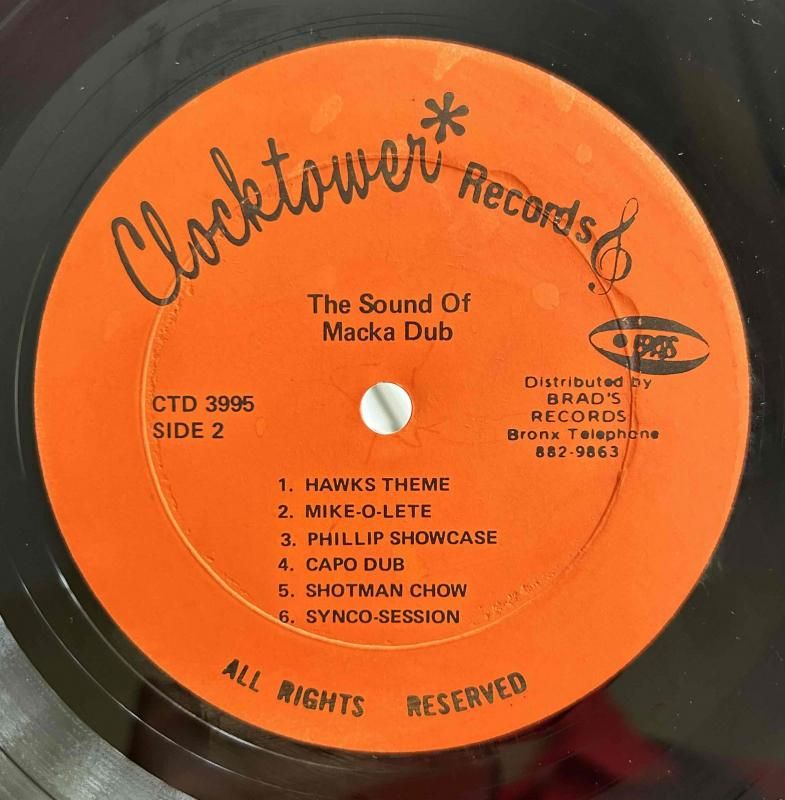 Clocktower* Records
The Sound Of
Macka Dub
BRADS
Distributed by
BRAD'S
RECORDS
Bronx Telephone
882-9863
CTD 3995
SIDE 2
1. HAWKS THEME
2. MIKE-O-LETE
3. PHILLIP SHOWCASE
4. CAPO DUB
5. SHOTMAN CHOW
6. SYNCO-SESSION
ALL RIGHTS RESERVED